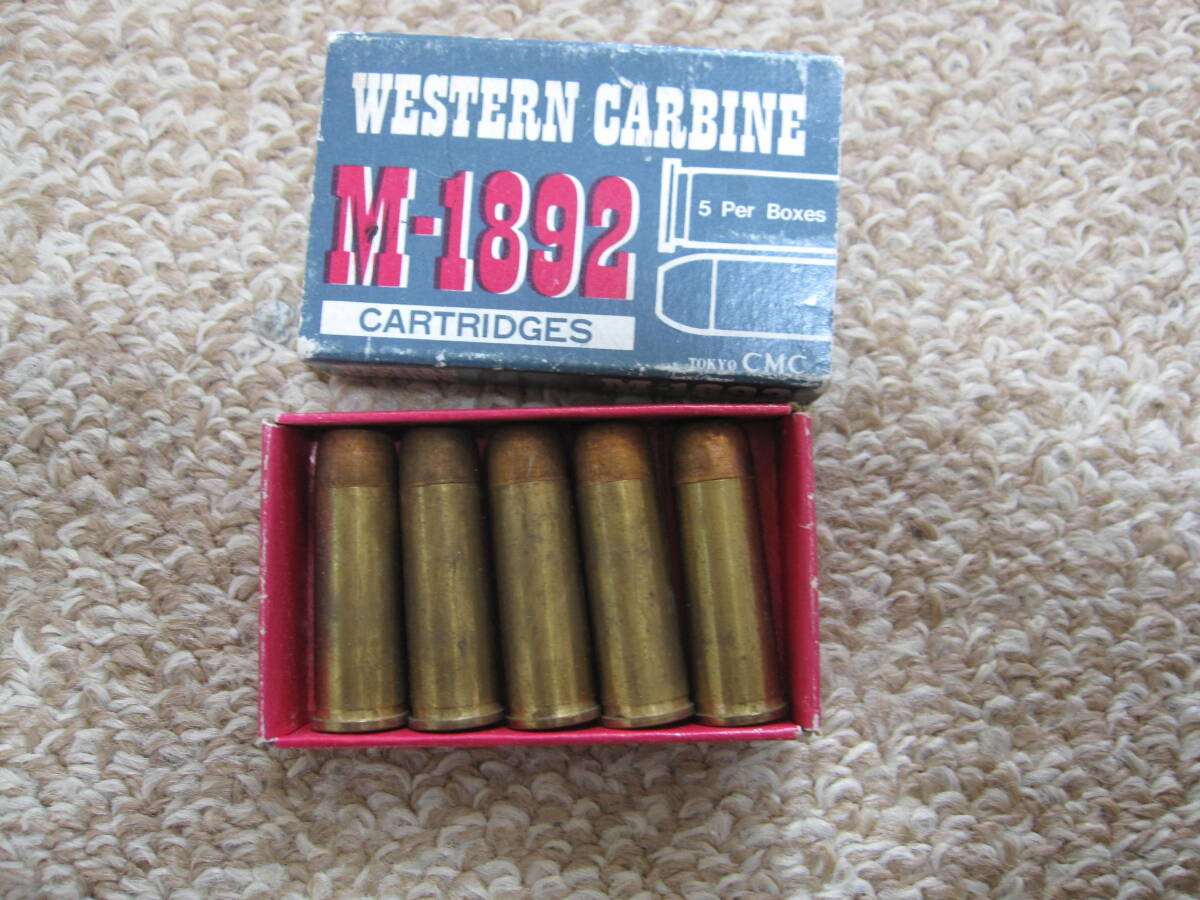 WESTERN CARBINE
M-1892
5 Per Boxes
CARTRIDGES
TOKYO CMC